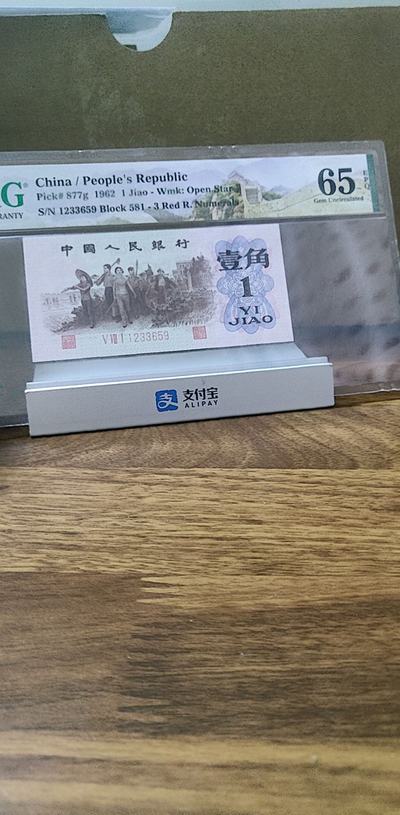 G
RANTY
China / People's Republic
Pick# 877g 1962 1 Jiao - Wmk: Open Star
S/N 1233659 Block 581 - 3 Red R. Numerals
65
EPQ
Gem Uncirculated
中國人民銀行
壹角
1
YI
JIAO
V Ⅷ I 1233659
支 支付宝
ALIPAY